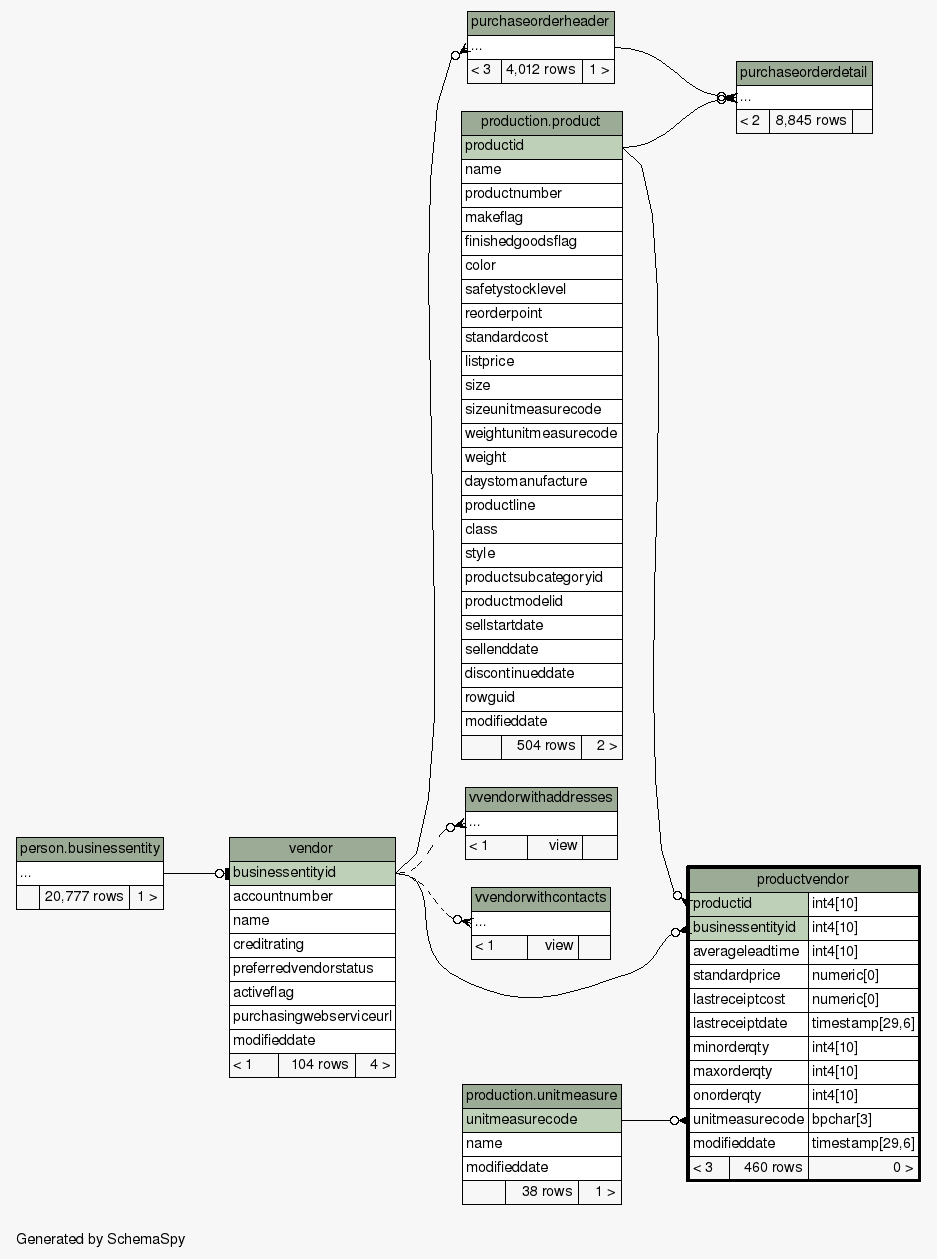 purchaseorderheader
...
< 3 4,012 rows 1 >
purchaseorderdetail
...
< 2 8,845 rows
production.product
productid
name
productnumber
makeflag
finishedgoodsflag
color
safetystocklevel
reorderpoint
standardcost
listprice
size
sizeunitmeasurecode
weightunitmeasurecode
weight
daystomanufacture
productline
class
style
productsubcategoryid
productmodelid
sellstartdate
sellenddate
discontinueddate
rowguid
modifieddate
504 rows 2 >
vvendorwithaddresses
...
< 1 view
person.businessentity
...
20,777 rows 1 >
vendor
businessentityid
accountnumber
name
creditrating
preferredvendorstatus
activeflag
purchasingwebserviceurl
modifieddate
< 1 104 rows 4 >
vvendorwithcontacts
...
< 1 view
productvendor
productid int4[10]
businessentityid int4[10]
averageleadtime int4[10]
standardprice numeric[0]
lastreceiptcost numeric[0]
lastreceiptdate timestamp[29,6]
minorderqty int4[10]
maxorderqty int4[10]
onorderqty int4[10]
unitmeasurecode bpchar[3]
modifieddate timestamp[29,6]
< 3 460 rows 0 >
production.unitmeasure
unitmeasurecode
name
modifieddate
38 rows 1 >
Generated by SchemaSpy